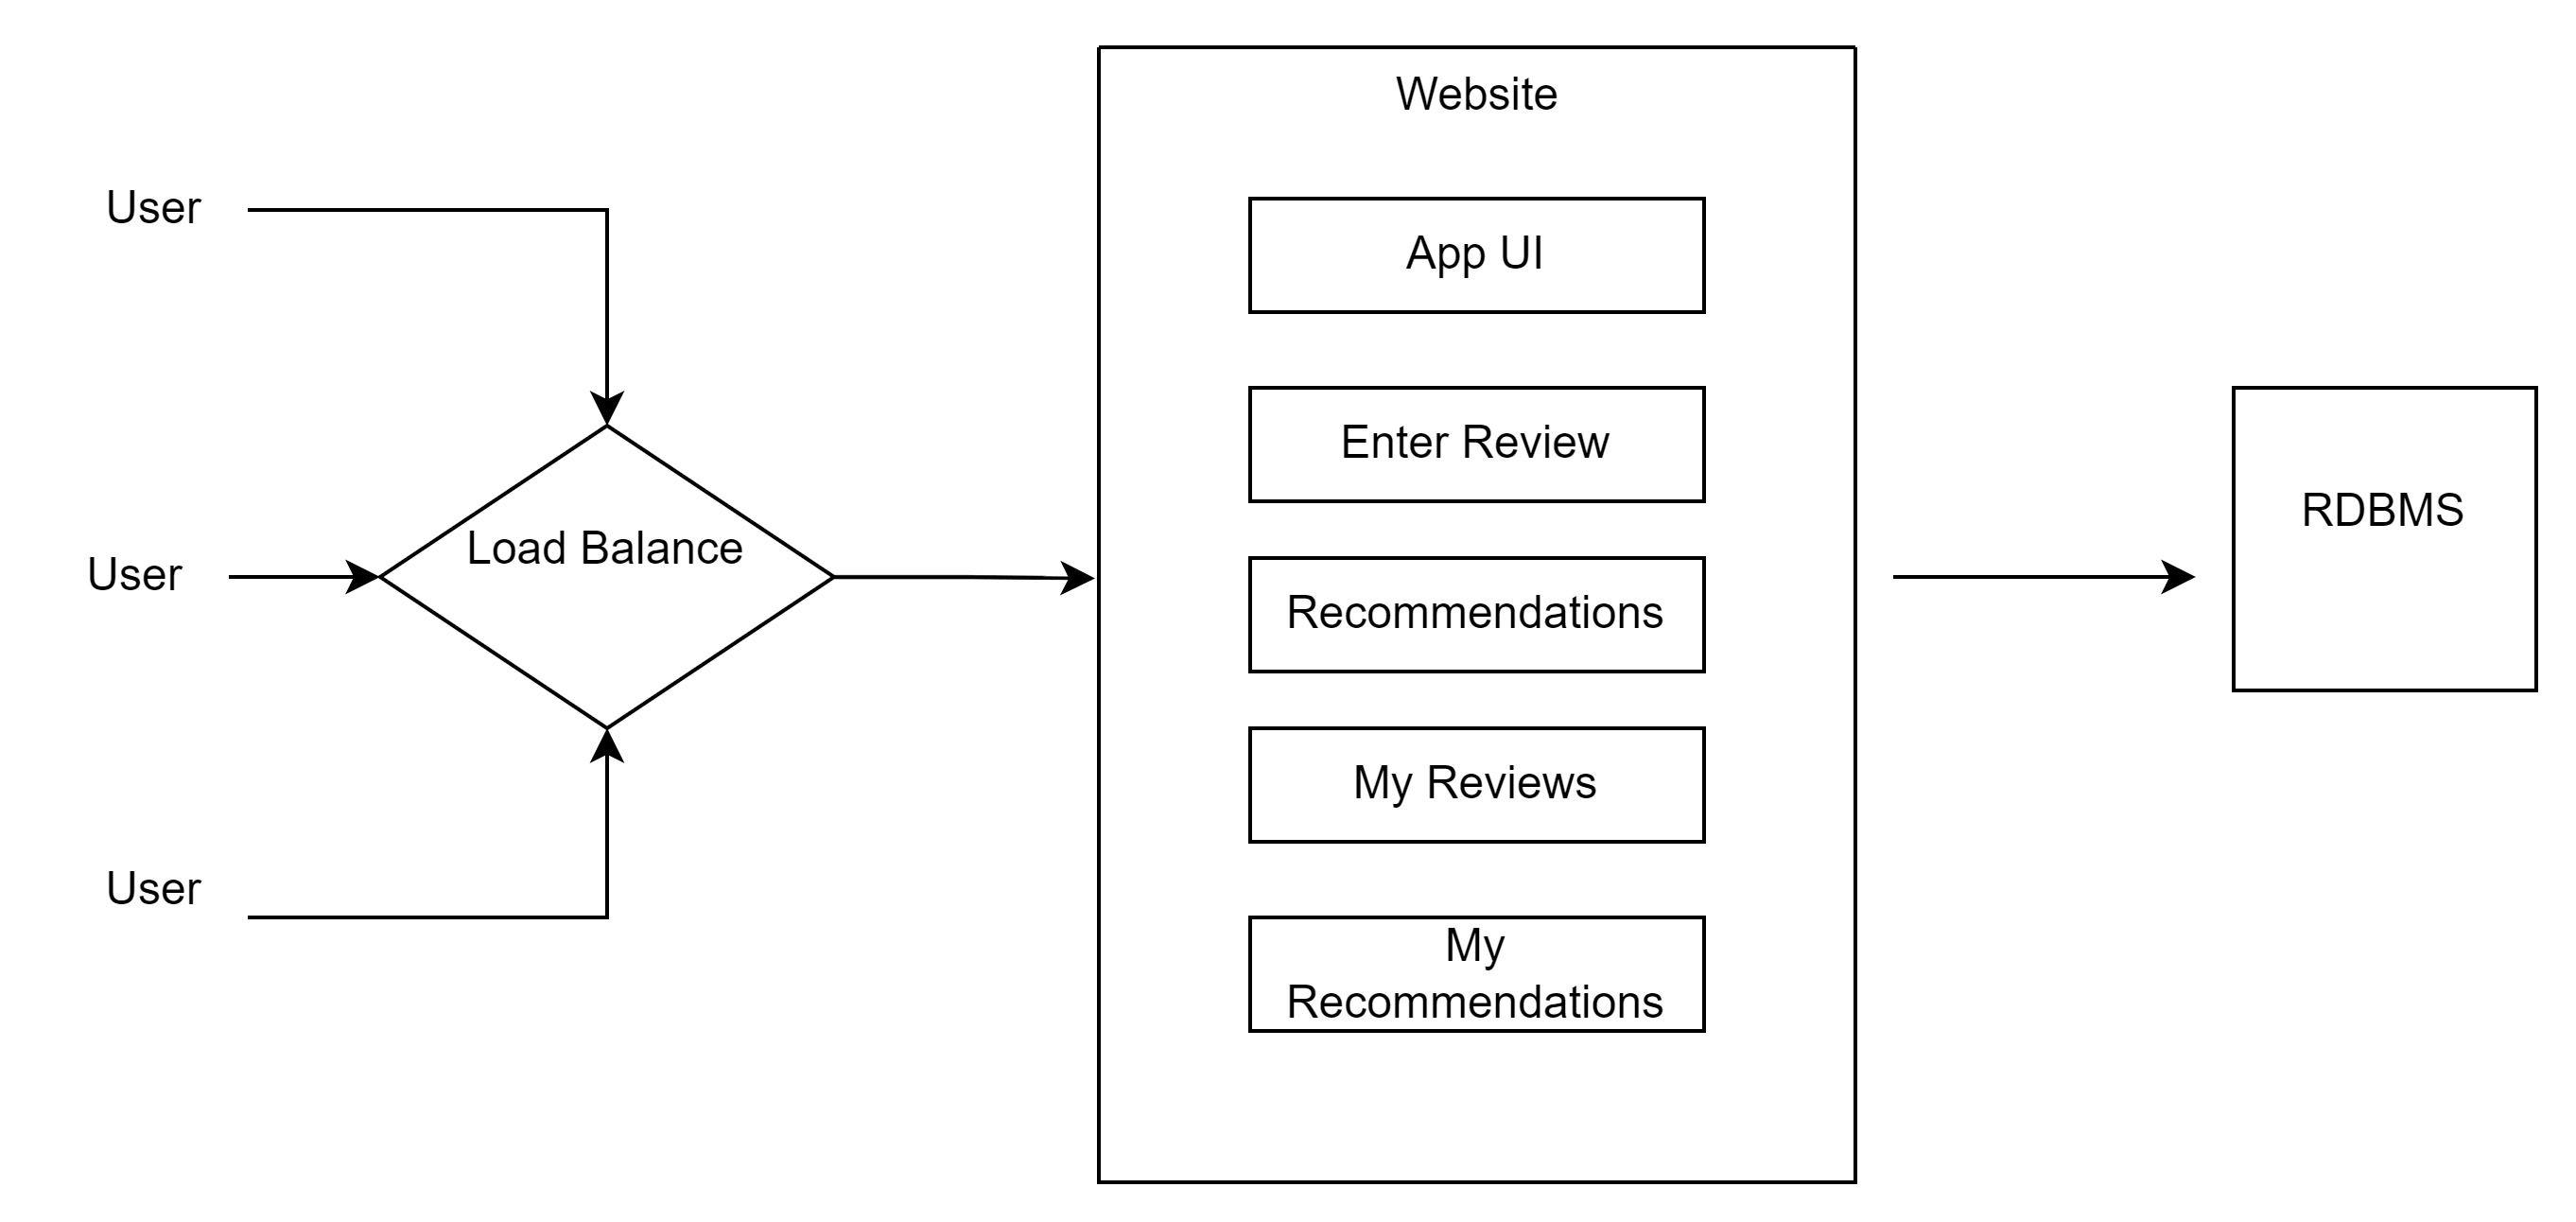 User
User
User
Load Balance
Website
App UI
Enter Review
Recommendations
My Reviews
My
Recommendations
RDBMS